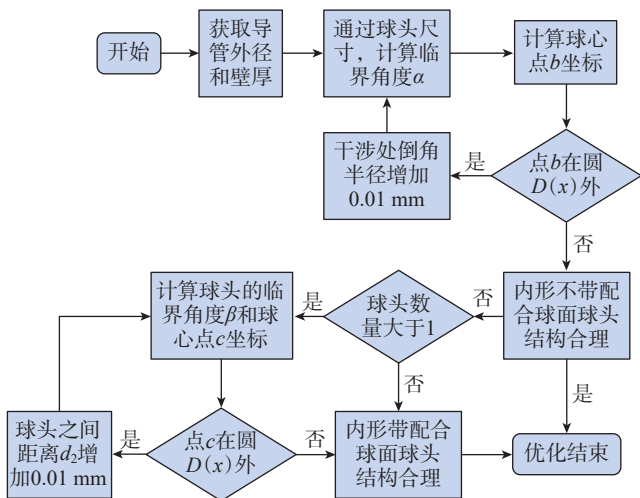 开始
获取导
管外径
和壁厚
通过球头尺
寸，计算临
界角度α
计算球心
点b坐标
干涉处倒角
半径增加
0.01 mm
是
点b在圆
D(x)外
否
计算球头的临
界角度β和球
心点c坐标
是
球头数
量大于1
否
内形不带配
合球面球头
结构合理
否
是
球头之间
距离d₂增
加0.01 mm
是
点c在圆
D(x)外
否
内形带配合
球面球头
结构合理
优化结束